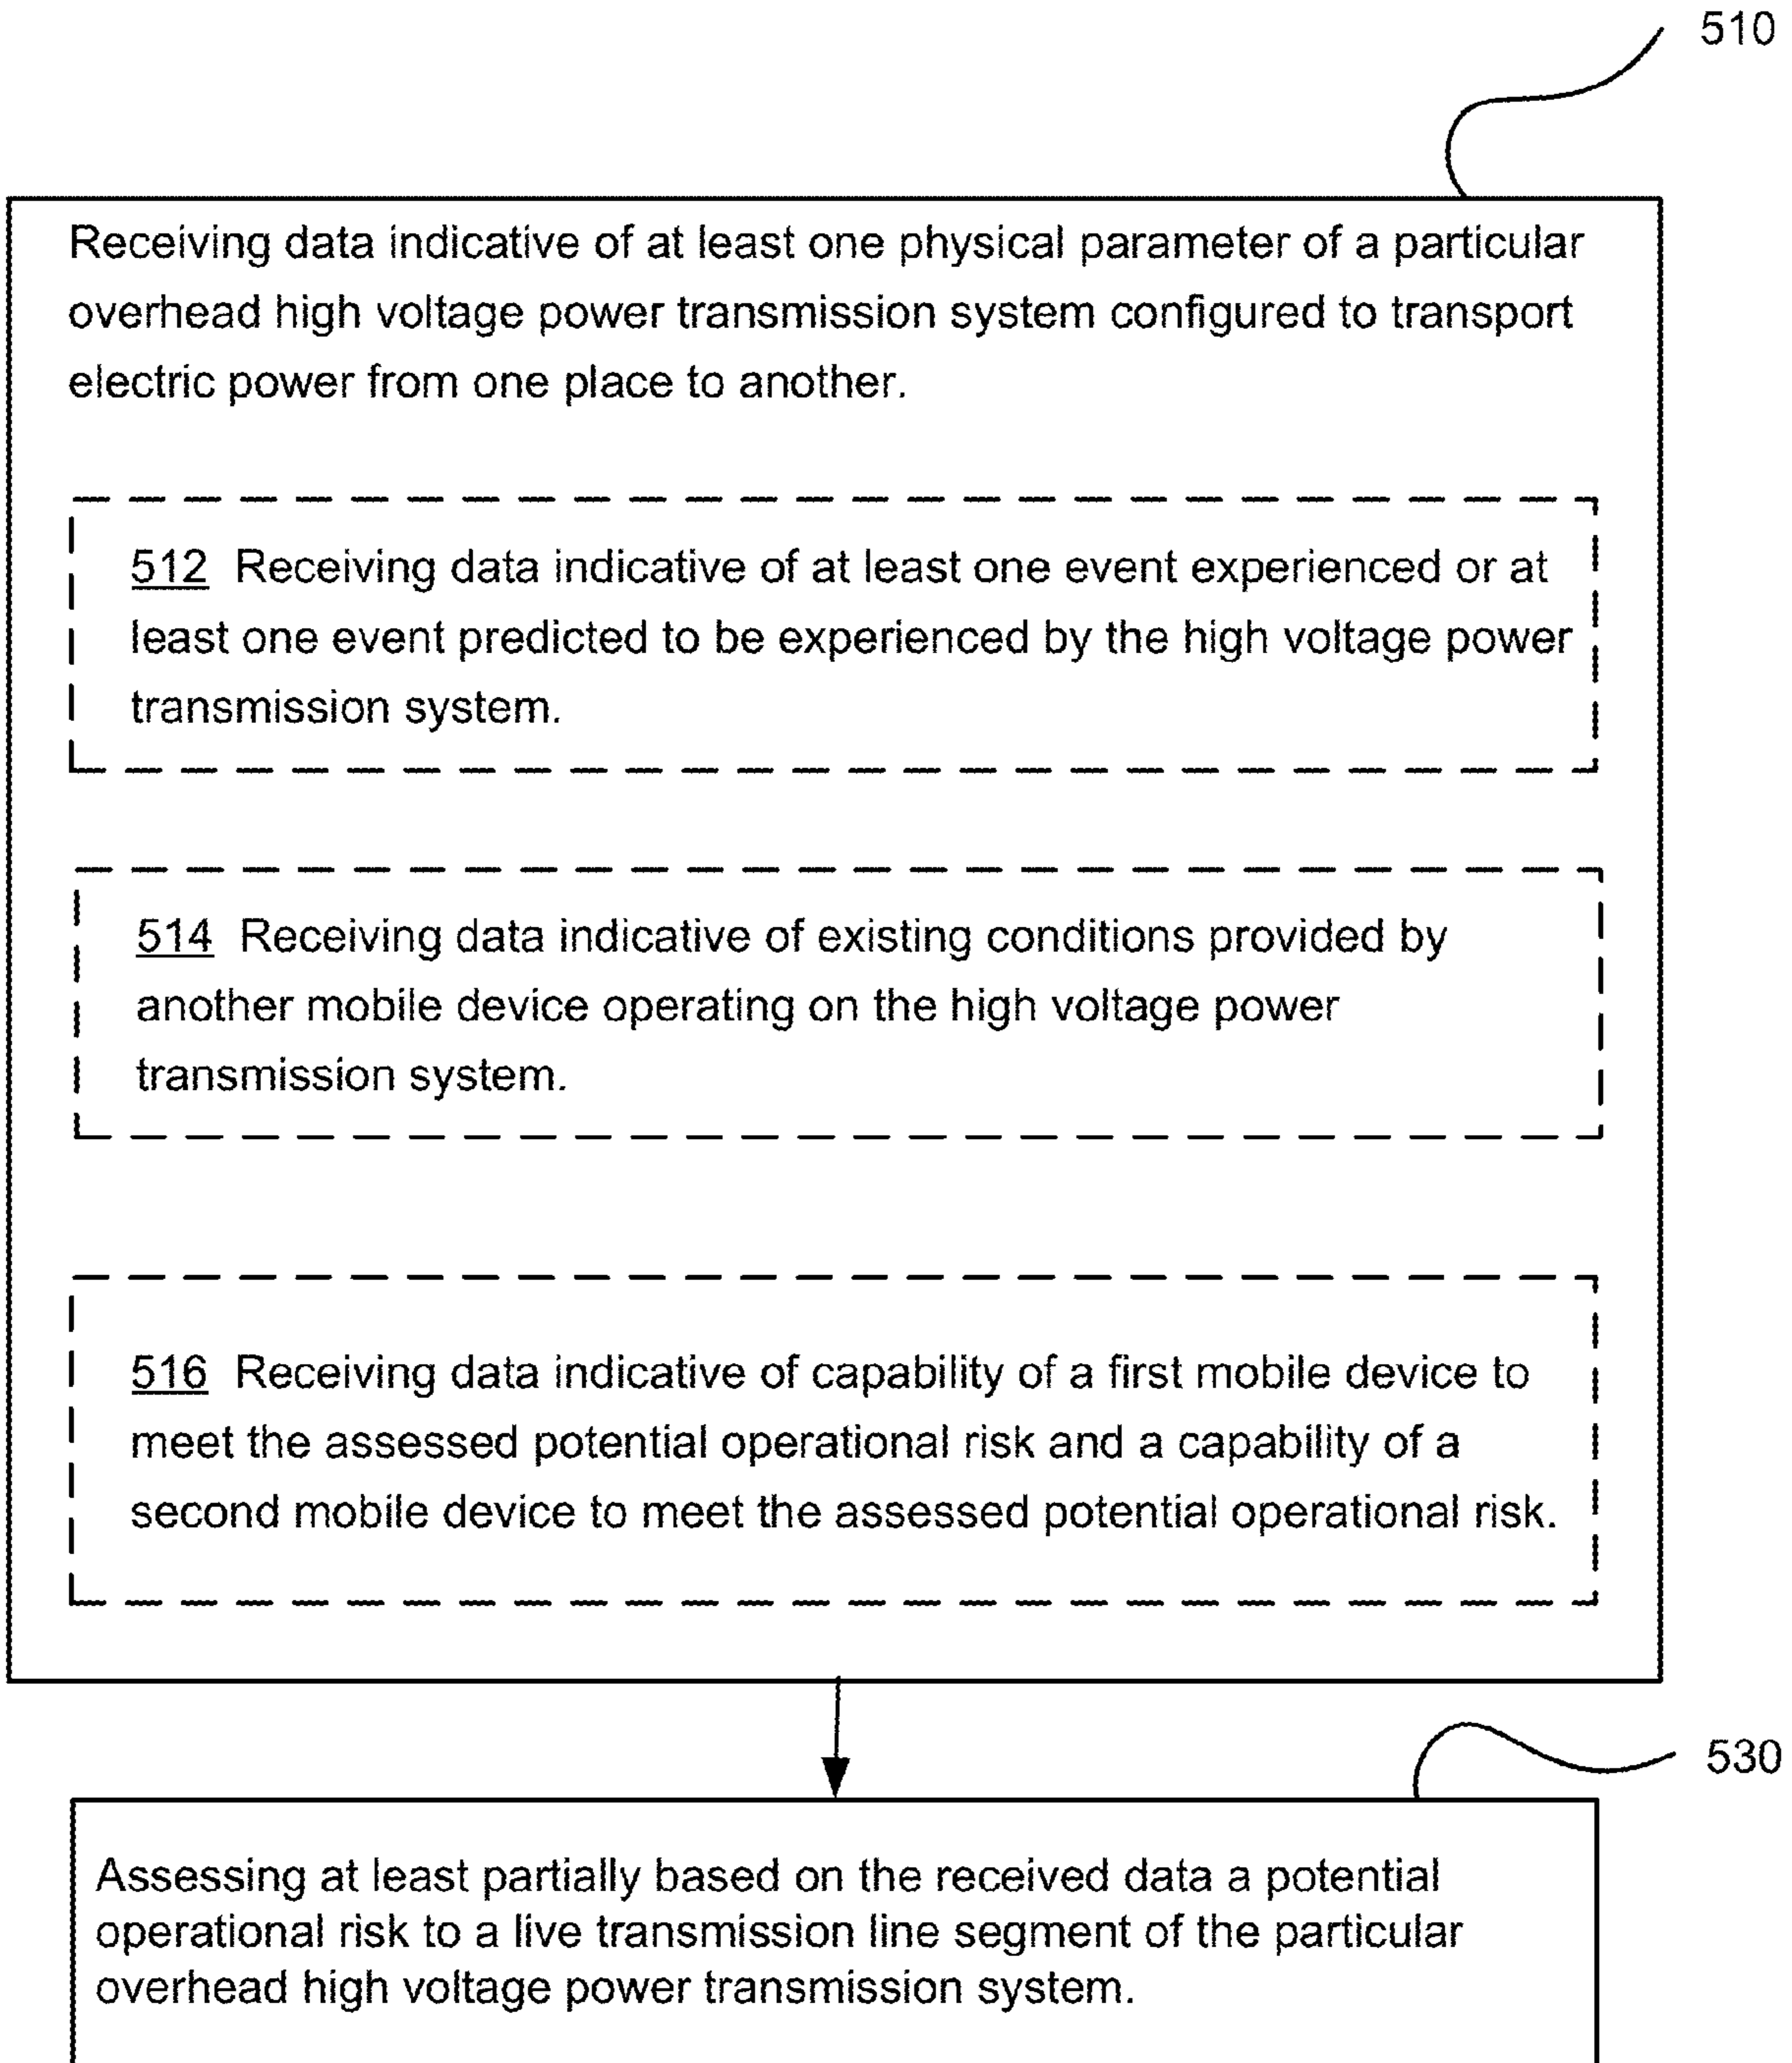 510
Receiving data indicative of at least one physical parameter of a particular
overhead high voltage power transmission system configured to transport
electric power from one place to another.
512 Receiving data indicative of at least one event experienced or at
least one event predicted to be experienced by the high voltage power
transmission system.
514 Receiving data indicative of existing conditions provided by
another mobile device operating on the high voltage power
transmission system.
516 Receiving data indicative of capability of a first mobile device to
meet the assessed potential operational risk and a capability of a
second mobile device to meet the assessed potential operational risk.
530
Assessing at least partially based on the received data a potential
operational risk to a live transmission line segment of the particular
overhead high voltage power transmission system.